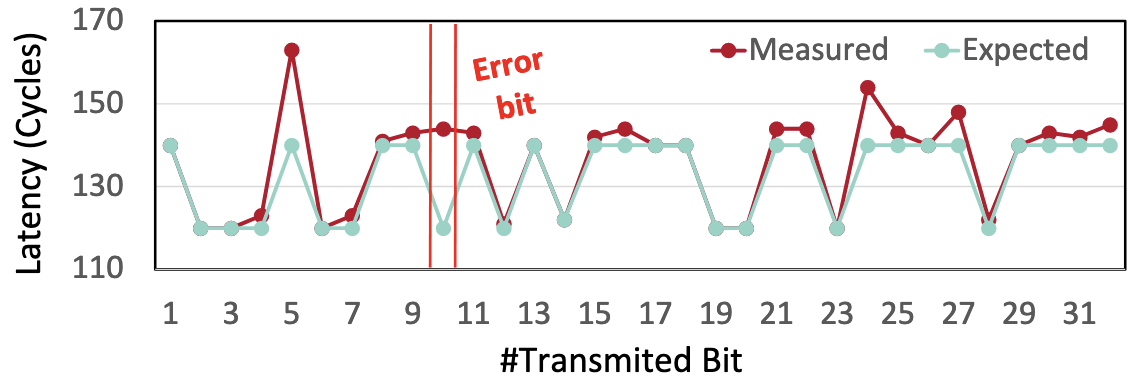 170
150
130
110
Latency (Cycles)
Measured
Expected
Error
bit
1 3 5 7 9 11 13 15 17 19 21 23 25 27 29 31
#Transmited Bit